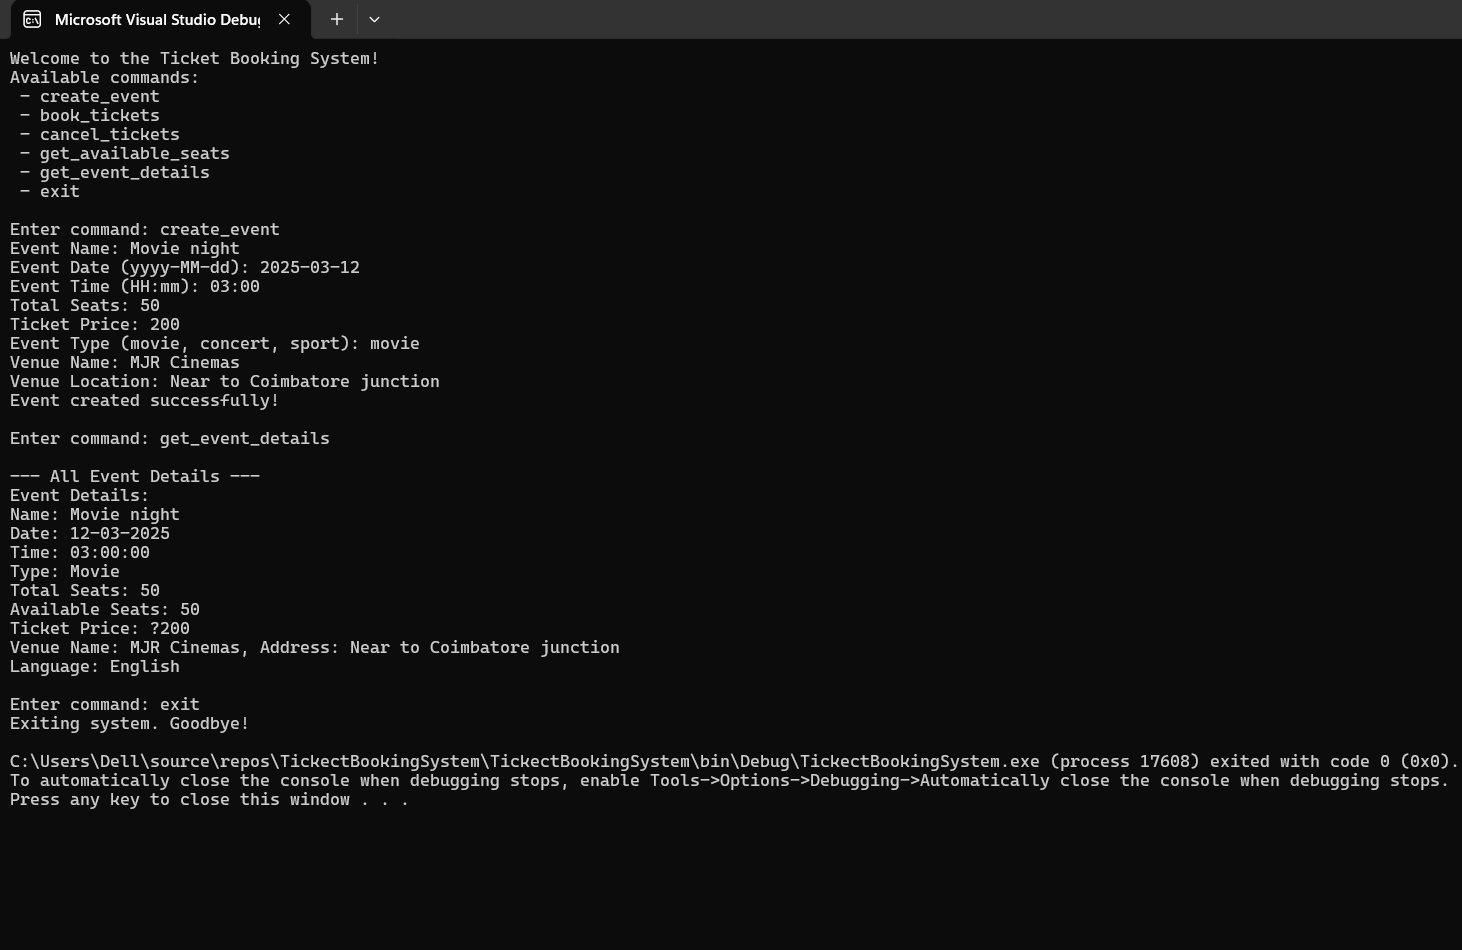 Microsoft Visual Studio Debug
Welcome to the Ticket Booking System!
Available commands:
 - create_event
 - book_tickets
 - cancel_tickets
 - get_available_seats
 - get_event_details
 - exit

Enter command: create_event
Event Name: Movie night
Event Date (yyyy-MM-dd): 2025-03-12
Event Time (HH:mm): 03:00
Total Seats: 50
Ticket Price: 200
Event Type (movie, concert, sport): movie
Venue Name: MJR Cinemas
Venue Location: Near to Coimbatore junction
Event created successfully!

Enter command: get_event_details

--- All Event Details ---
Event Details:
Name: Movie night
Date: 12-03-2025
Time: 03:00:00
Type: Movie
Total Seats: 50
Available Seats: 50
Ticket Price: ?200
Venue Name: MJR Cinemas, Address: Near to Coimbatore junction
Language: English

Enter command: exit
Exiting system. Goodbye!

C:\Users\Dell\source\repos\TickectBookingSystem\TickectBookingSystem\bin\Debug\TickectBookingSystem.exe (process 17608) exited with code 0 (0x0).
To automatically close the console when debugging stops, enable Tools->Options->Debugging->Automatically close the console when debugging stops.
Press any key to close this window . . .